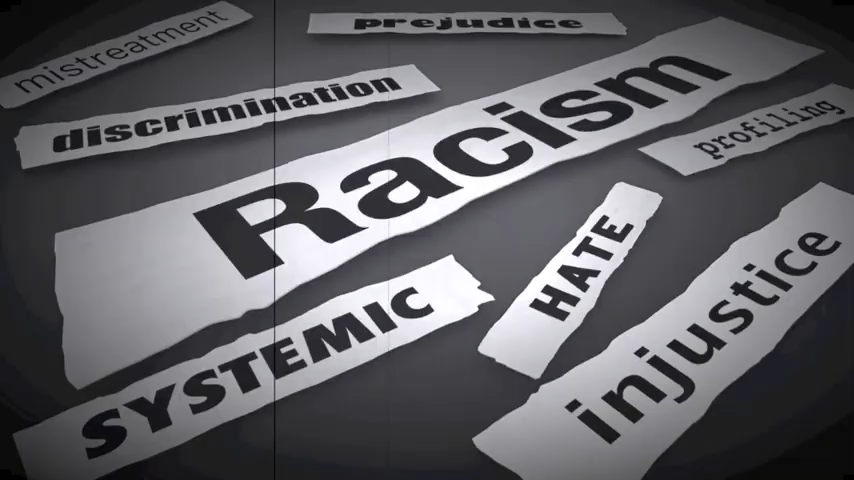 mistreatment
prejudice
discrimination
Racism
profiling
HATE
SYSTEMIC
injustice